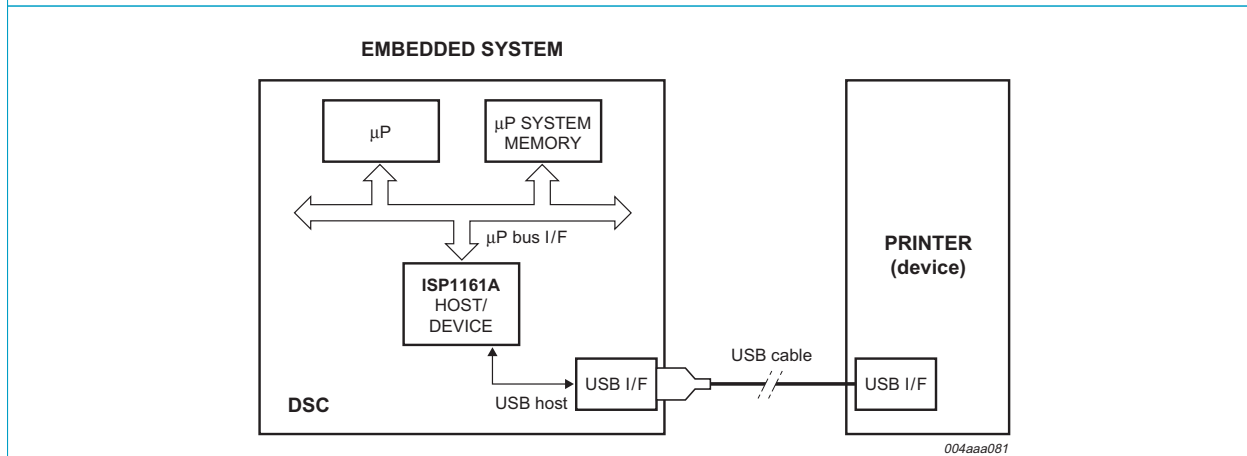 EMBEDDED SYSTEM
μP
μP SYSTEM
MEMORY
μP bus I/F
ISP1161A
HOST/
DEVICE
PRINTER
(device)
USB cable
USB I/F
USB I/F
USB host
DSC
004aaa081